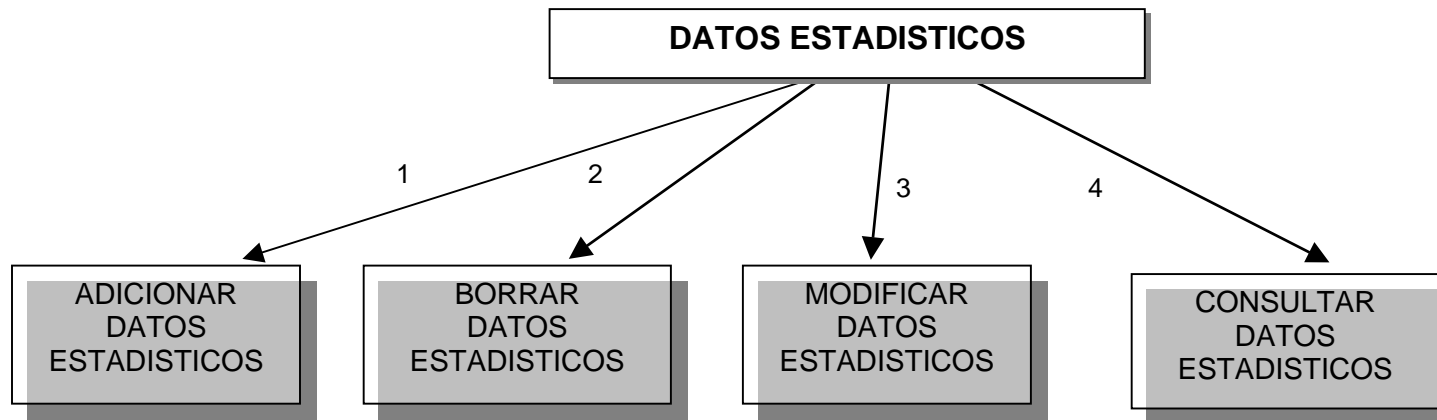 DATOS ESTADISTICOS
1
2
3
4
ADICIONAR
DATOS
ESTADISTICOS
BORRAR
DATOS
ESTADISTICOS
MODIFICAR
DATOS
ESTADISTICOS
CONSULTAR
DATOS
ESTADISTICOS